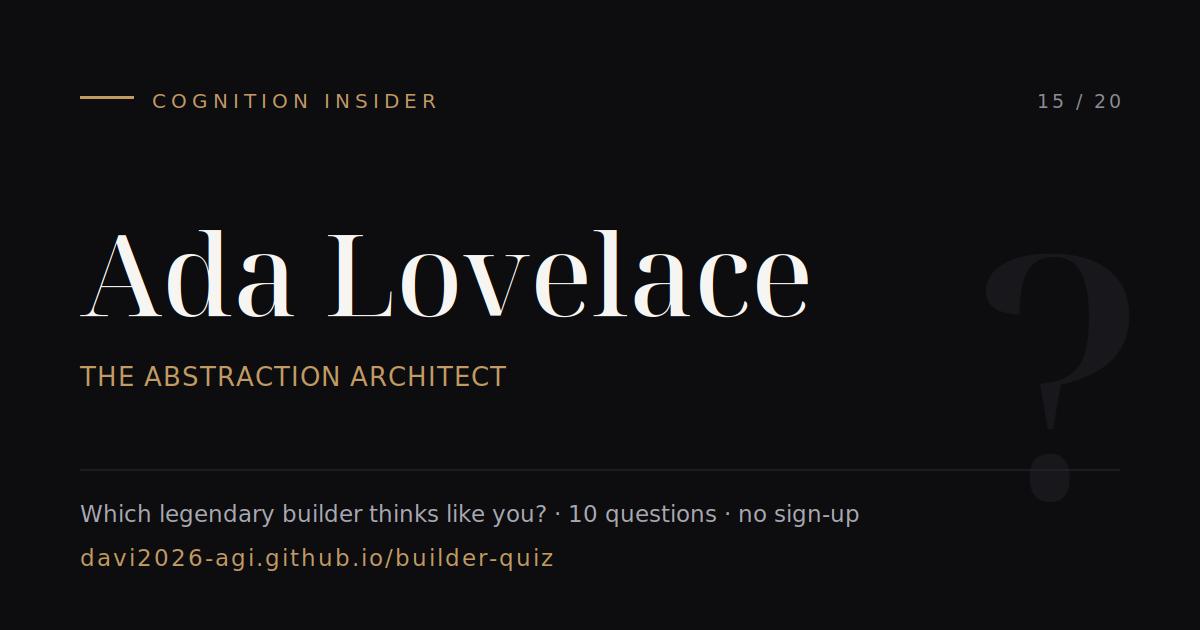 COGNITION INSIDER
15 / 20
Ada Lovelace
THE ABSTRACTION ARCHITECT
?
Which legendary builder thinks like you? · 10 questions · no sign-up
davi2026-agi.github.io/builder-quiz